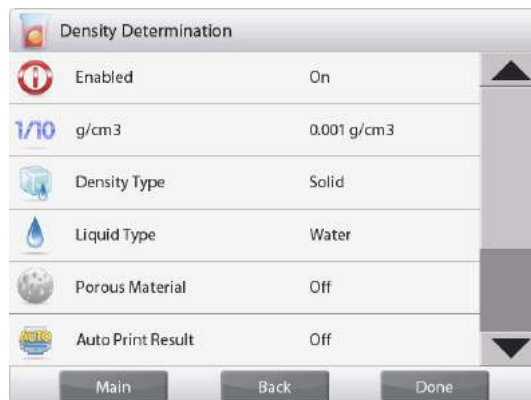 Density Determination
Enabled On
1/10 g/cm3 0.001 g/cm3
Density Type Solid
Liquid Type Water
Porous Material Off
AUTO Auto Print Result Off
Main Back Done